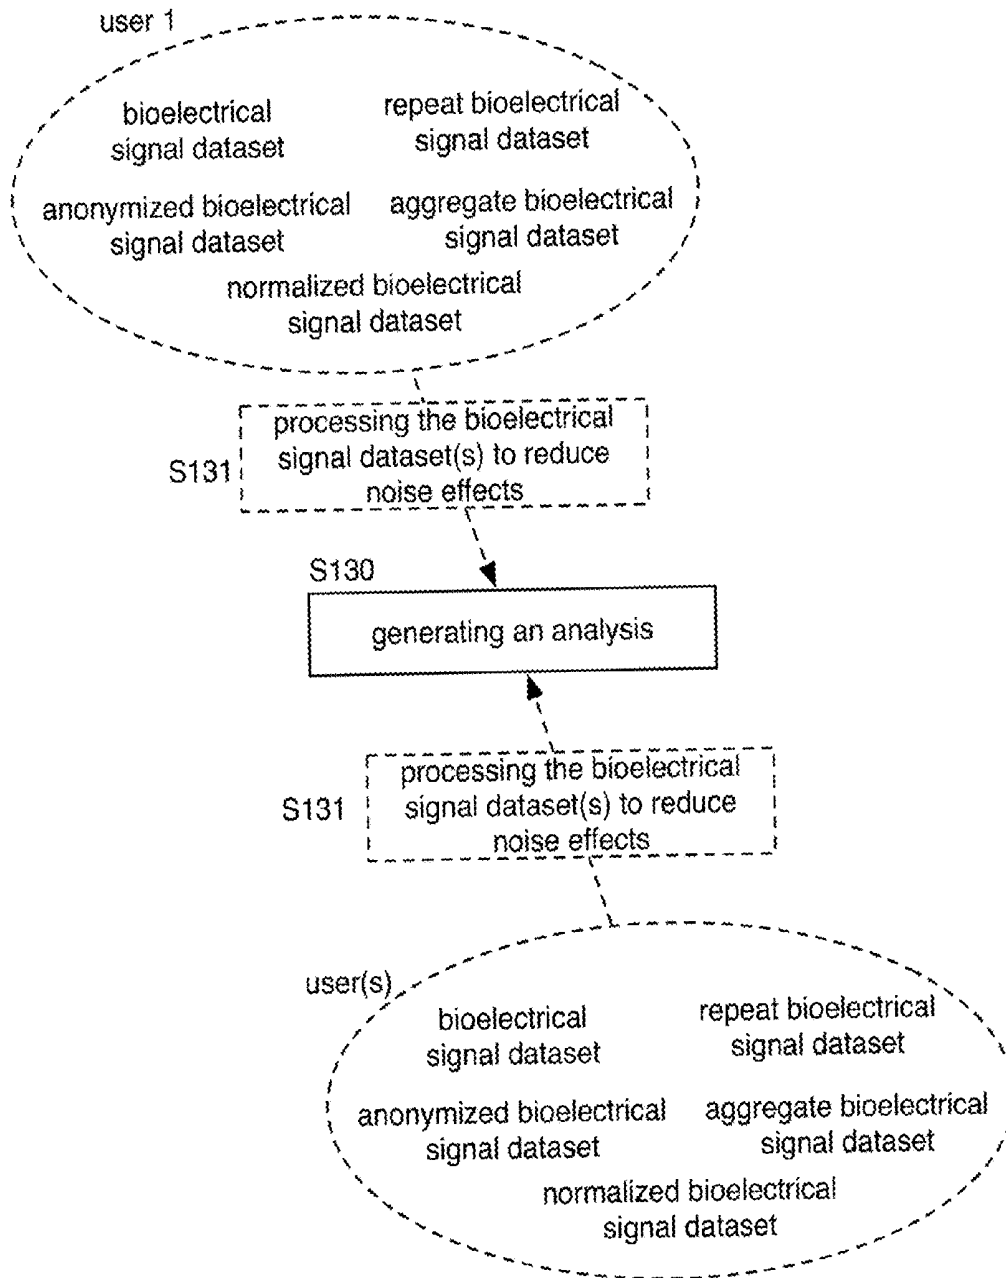 user 1
bioelectrical
signal dataset
repeat bioelectrical
signal dataset
anonymized bioelectrical
signal dataset
aggregate bioelectrical
signal dataset
normalized bioelectrical
signal dataset
S131
processing the bioelectrical
signal dataset(s) to reduce
noise effects
S130
generating an analysis
S131
processing the bioelectrical
signal dataset(s) to reduce
noise effects
user(s)
bioelectrical
signal dataset
repeat bioelectrical
signal dataset
anonymized bioelectrical
signal dataset
aggregate bioelectrical
signal dataset
normalized bioelectrical
signal dataset